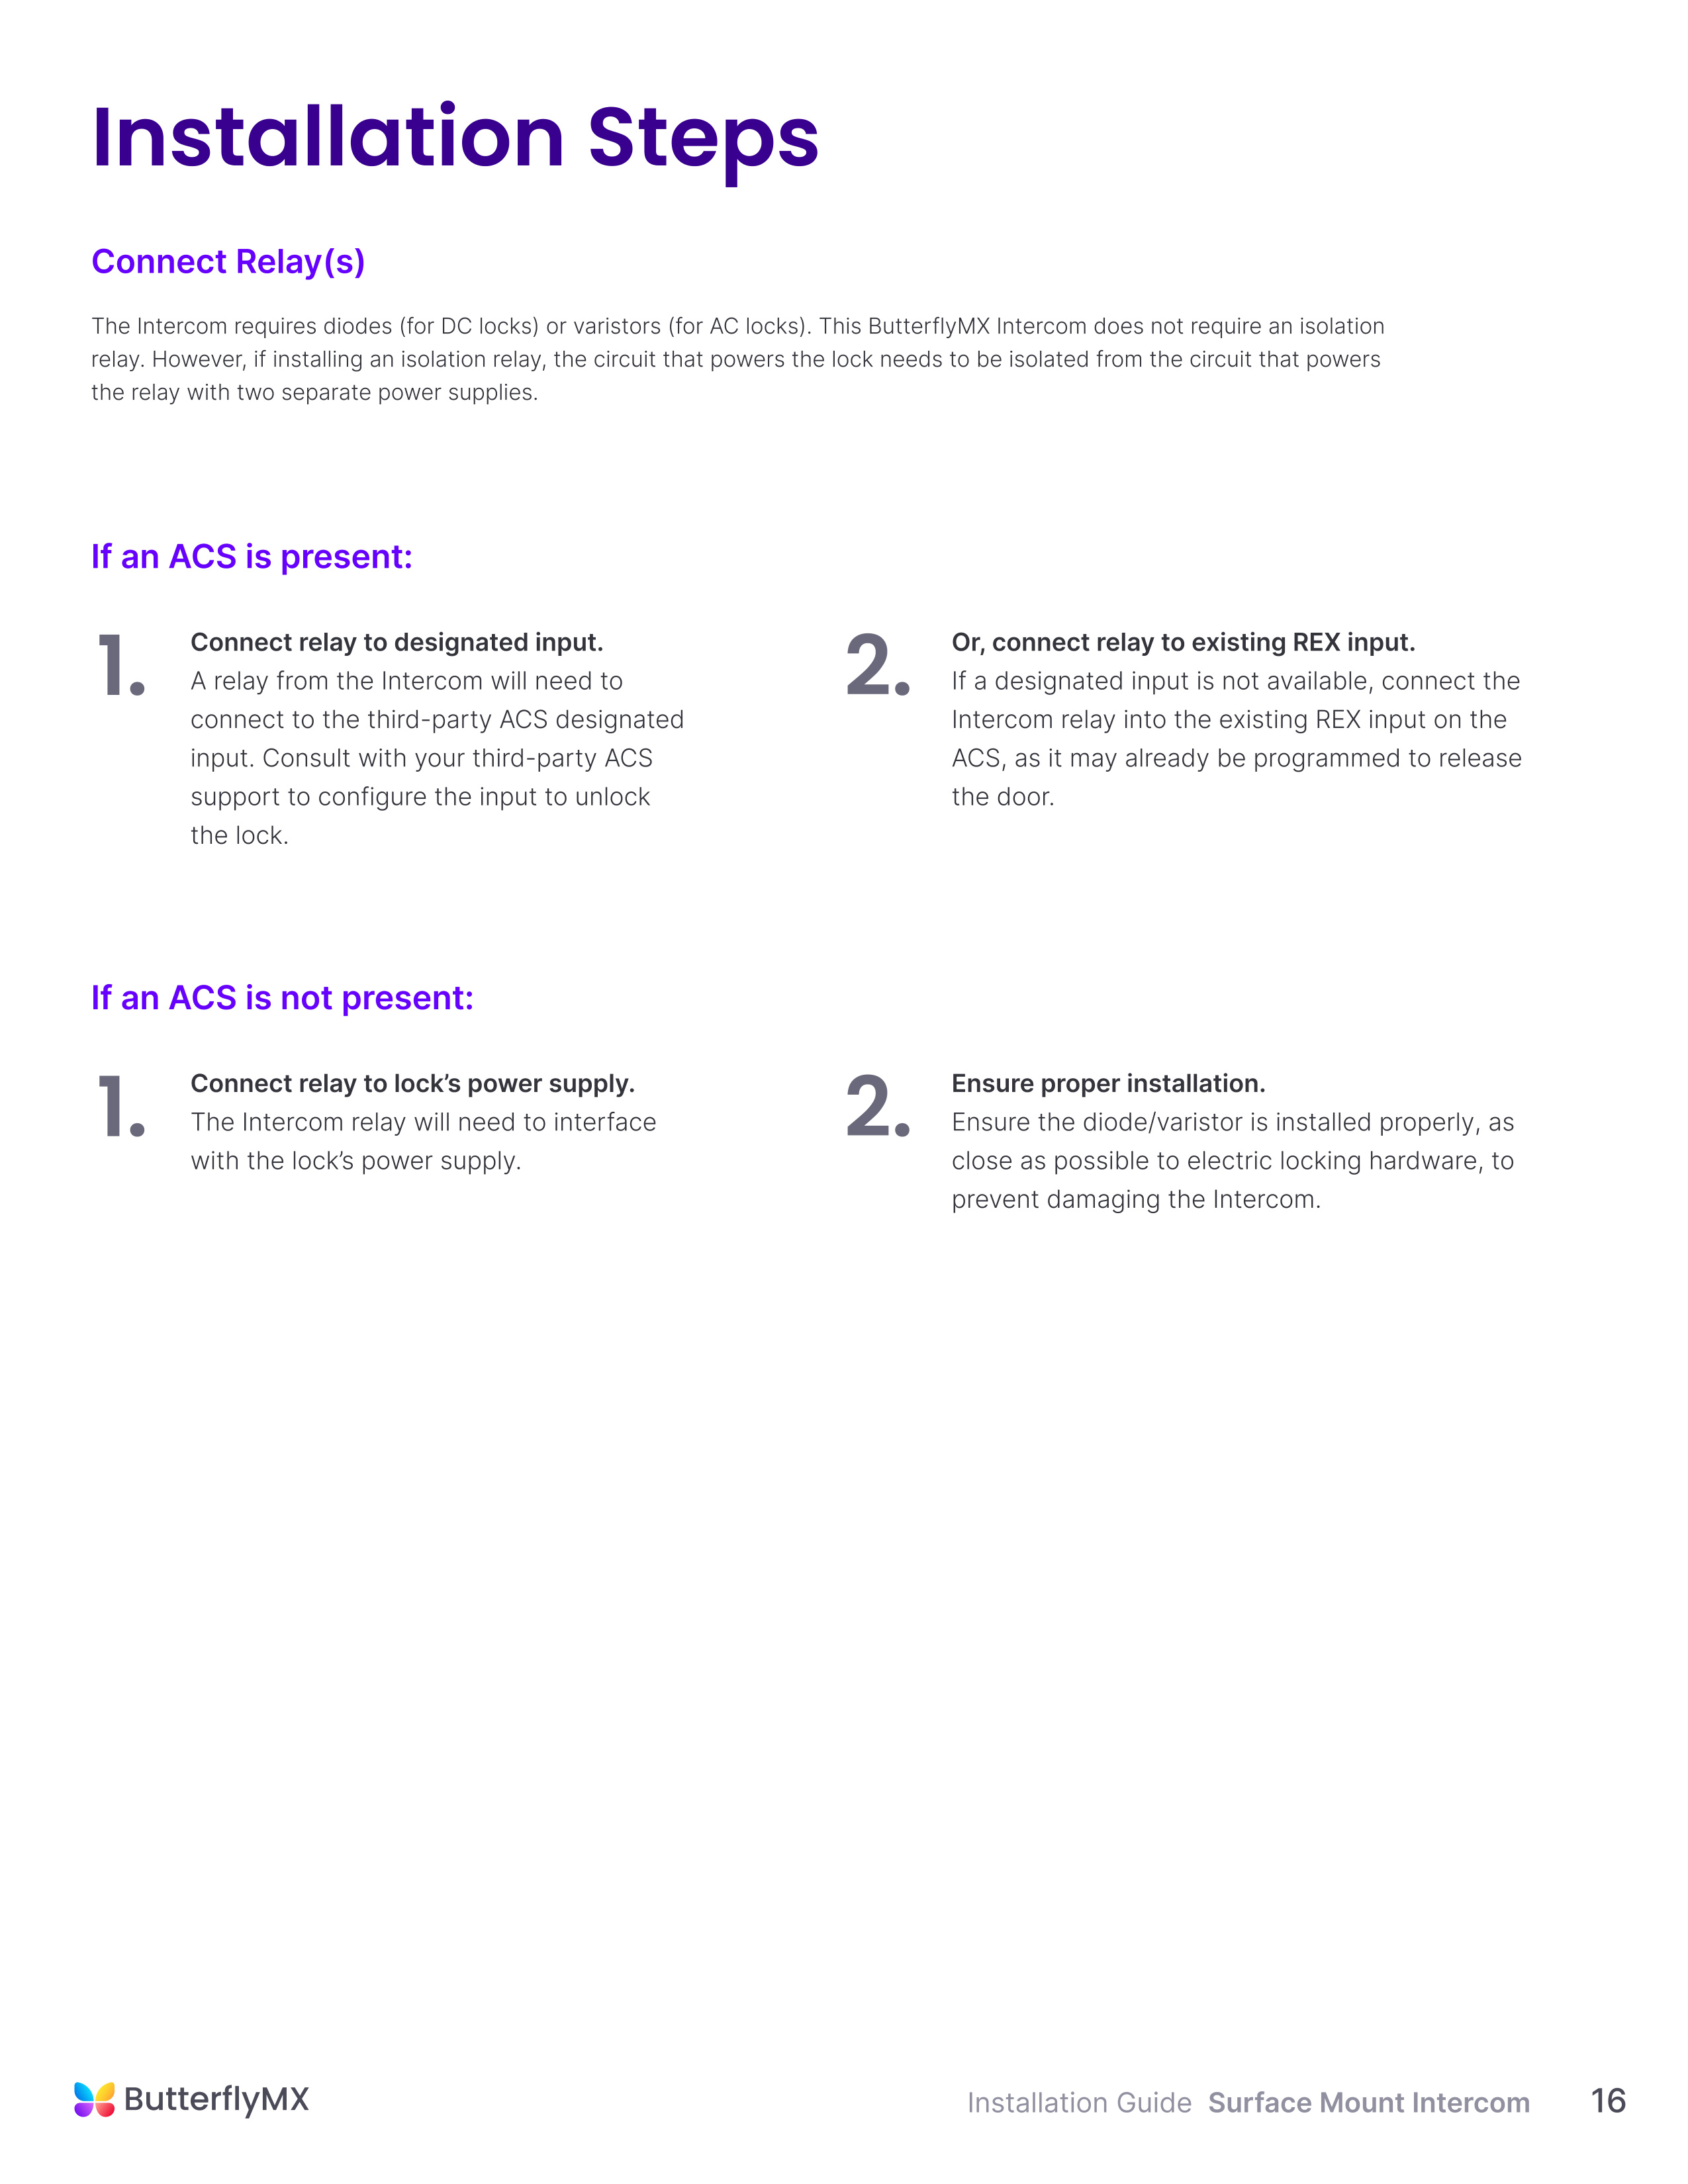 Installation Steps
Connect Relay(s)
The Intercom requires diodes (for DC locks) or varistors (for AC locks). This ButterflyMX Intercom does not require an isolation
relay. However, if installing an isolation relay, the circuit that powers the lock needs to be isolated from the circuit that powers
the relay with two separate power supplies.
If an ACS is present:
1.
Connect relay to designated input.
A relay from the Intercom will need to
connect to the third-party ACS designated
input. Consult with your third-party ACS
support to configure the input to unlock
the lock.
2.
Or, connect relay to existing REX input.
If a designated input is not available, connect the
Intercom relay into the existing REX input on the
ACS, as it may already be programmed to release
the door.
If an ACS is not present:
1.
Connect relay to lock’s power supply.
The Intercom relay will need to interface
with the lock’s power supply.
2.
Ensure proper installation.
Ensure the diode/varistor is installed properly, as
close as possible to electric locking hardware, to
prevent damaging the Intercom.
ButterflyMX
Installation Guide Surface Mount Intercom 16